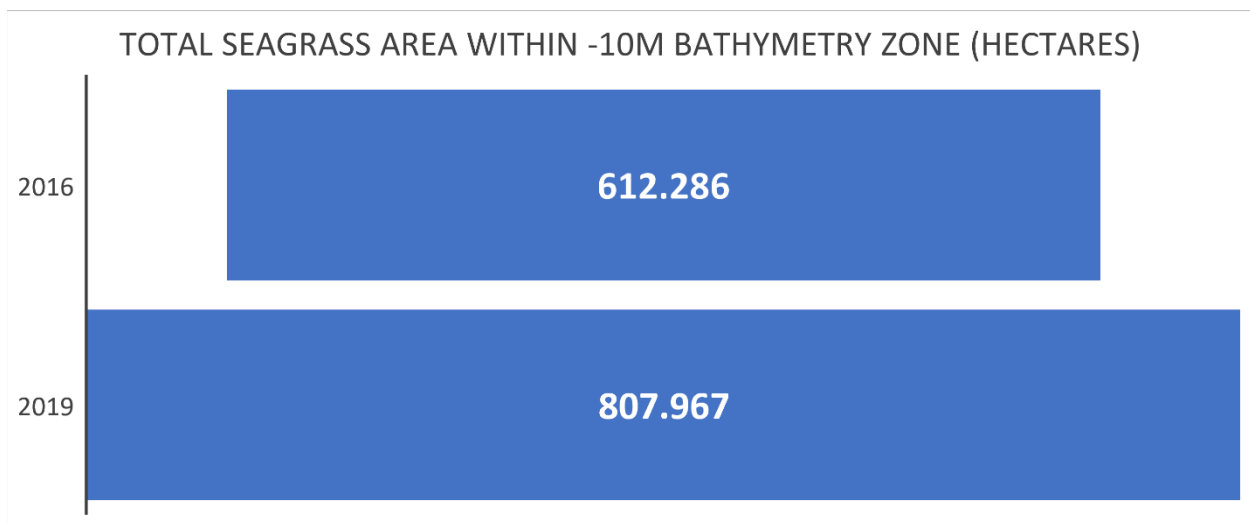 TOTAL SEAGRASS AREA WITHIN -10M BATHYMETRY ZONE (HECTARES)
2016
612.286
2019
807.967